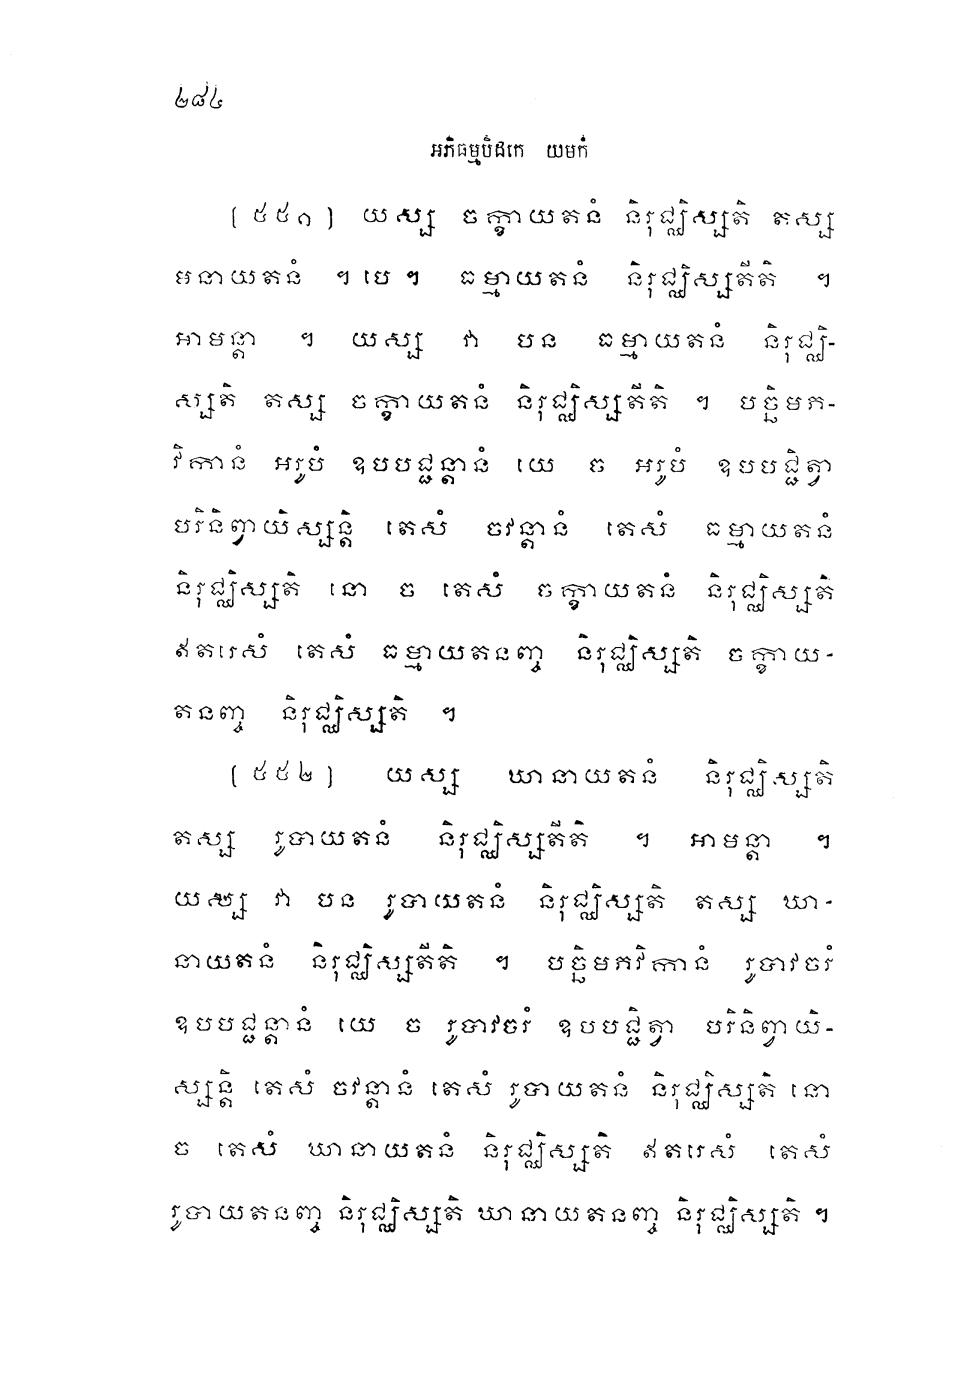 ២៨៤
អភិធម្មបិដកេ យមកំ
(៥៥១) យស្ស ចក្ខាយតនំ និរុជ្ឈិស្សតិ តស្ស
មនាយតនំ ។ បេ ។ ធម្មាយតនំ និរុជ្ឈិស្សតីតិ ។
អាមន្តា ។ យស្ស វា បន ធម្មាយតនំ និរុជ្ឈិ-
ស្សតិ តស្ស ចក្ខាយតនំ និរុជ្ឈិស្សតីតិ ។ បច្ឆិមភ-
វិកានំ អរូបំ ឧបបជ្ជន្តានំ យេ ច អរូបំ ឧបបជ្ជិត្វា
បរិនិព្វាយិស្សន្តិ តេសំ ចវន្តានំ តេសំ ធម្មាយតនំ
និរុជ្ឈិស្សតិ នោ ច តេសំ ចក្ខាយតនំ និរុជ្ឈិស្សតិ
ឥតរេសំ តេសំ ធម្មាយតនញ្ច និរុជ្ឈិស្សតិ ចក្ខាយ-
តនញ្ច និរុជ្ឈិស្សតិ ។
(៥៥២) យស្ស ឃានាយតនំ និរុជ្ឈិស្សតិ
តស្ស រូបាយតនំ និរុជ្ឈិស្សតីតិ ។ អាមន្តា ។
យស្ស វា បន រូបាយតនំ និរុជ្ឈិស្សតិ តស្ស ឃា-
នាយតនំ និរុជ្ឈិស្សតីតិ ។ បច្ឆិមភវិកានំ រូបាវចរំ
ឧបបជ្ជន្តានំ យេ ច រូបាវចរំ ឧបបជ្ជិត្វា បរិនិព្វាយិ-
ស្សន្តិ តេសំ ចវន្តានំ តេសំ រូបាយតនំ និរុជ្ឈិស្សតិ នោ
ច តេសំ ឃានាយតនំ និរុជ្ឈិស្សតិ ឥតរេសំ តេសំ
រូបាយតនញ្ច និរុជ្ឈិស្សតិ ឃានាយតនញ្ច និរុជ្ឈិស្សតិ ។